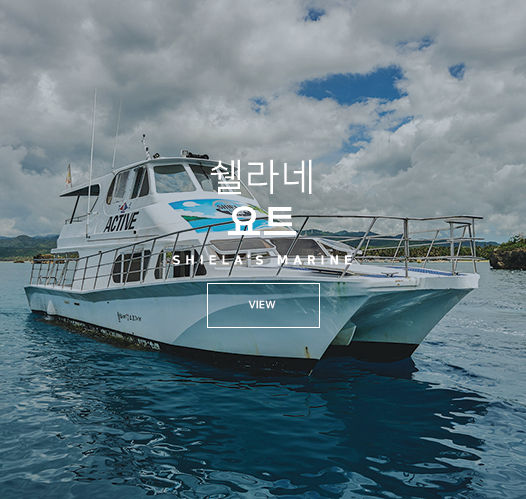 쉘라네
요트
SHIELA'S MARINE
VIEW
ACTIVE